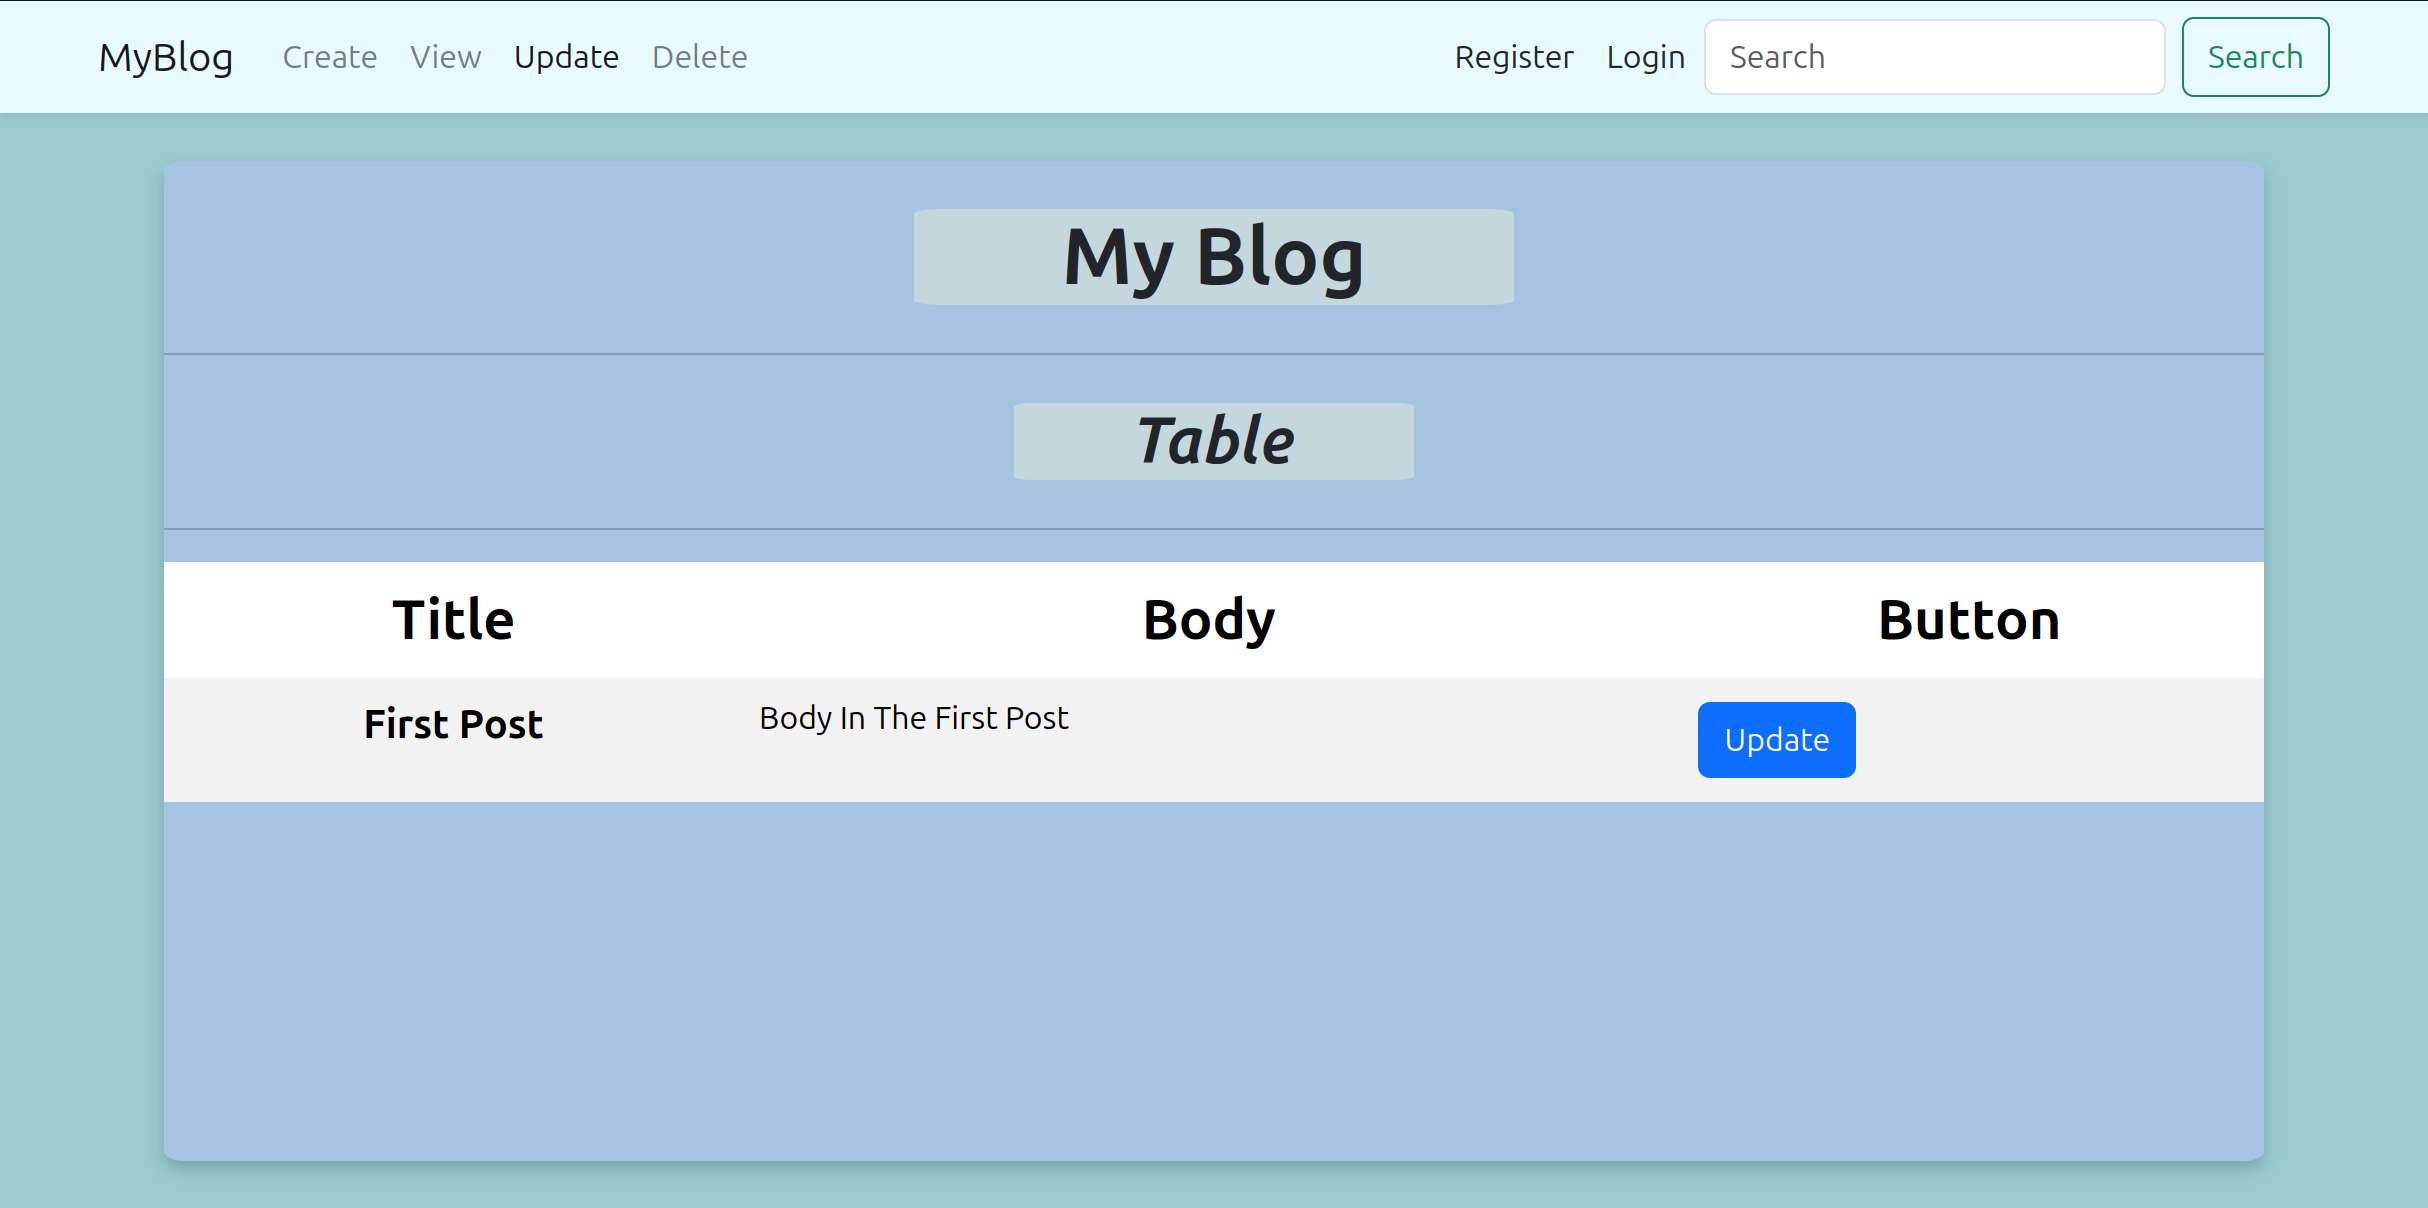 MyBlog Create View Update Delete Register Login Search Search
My Blog
Table
Title Body Button
First Post Body In The First Post Update